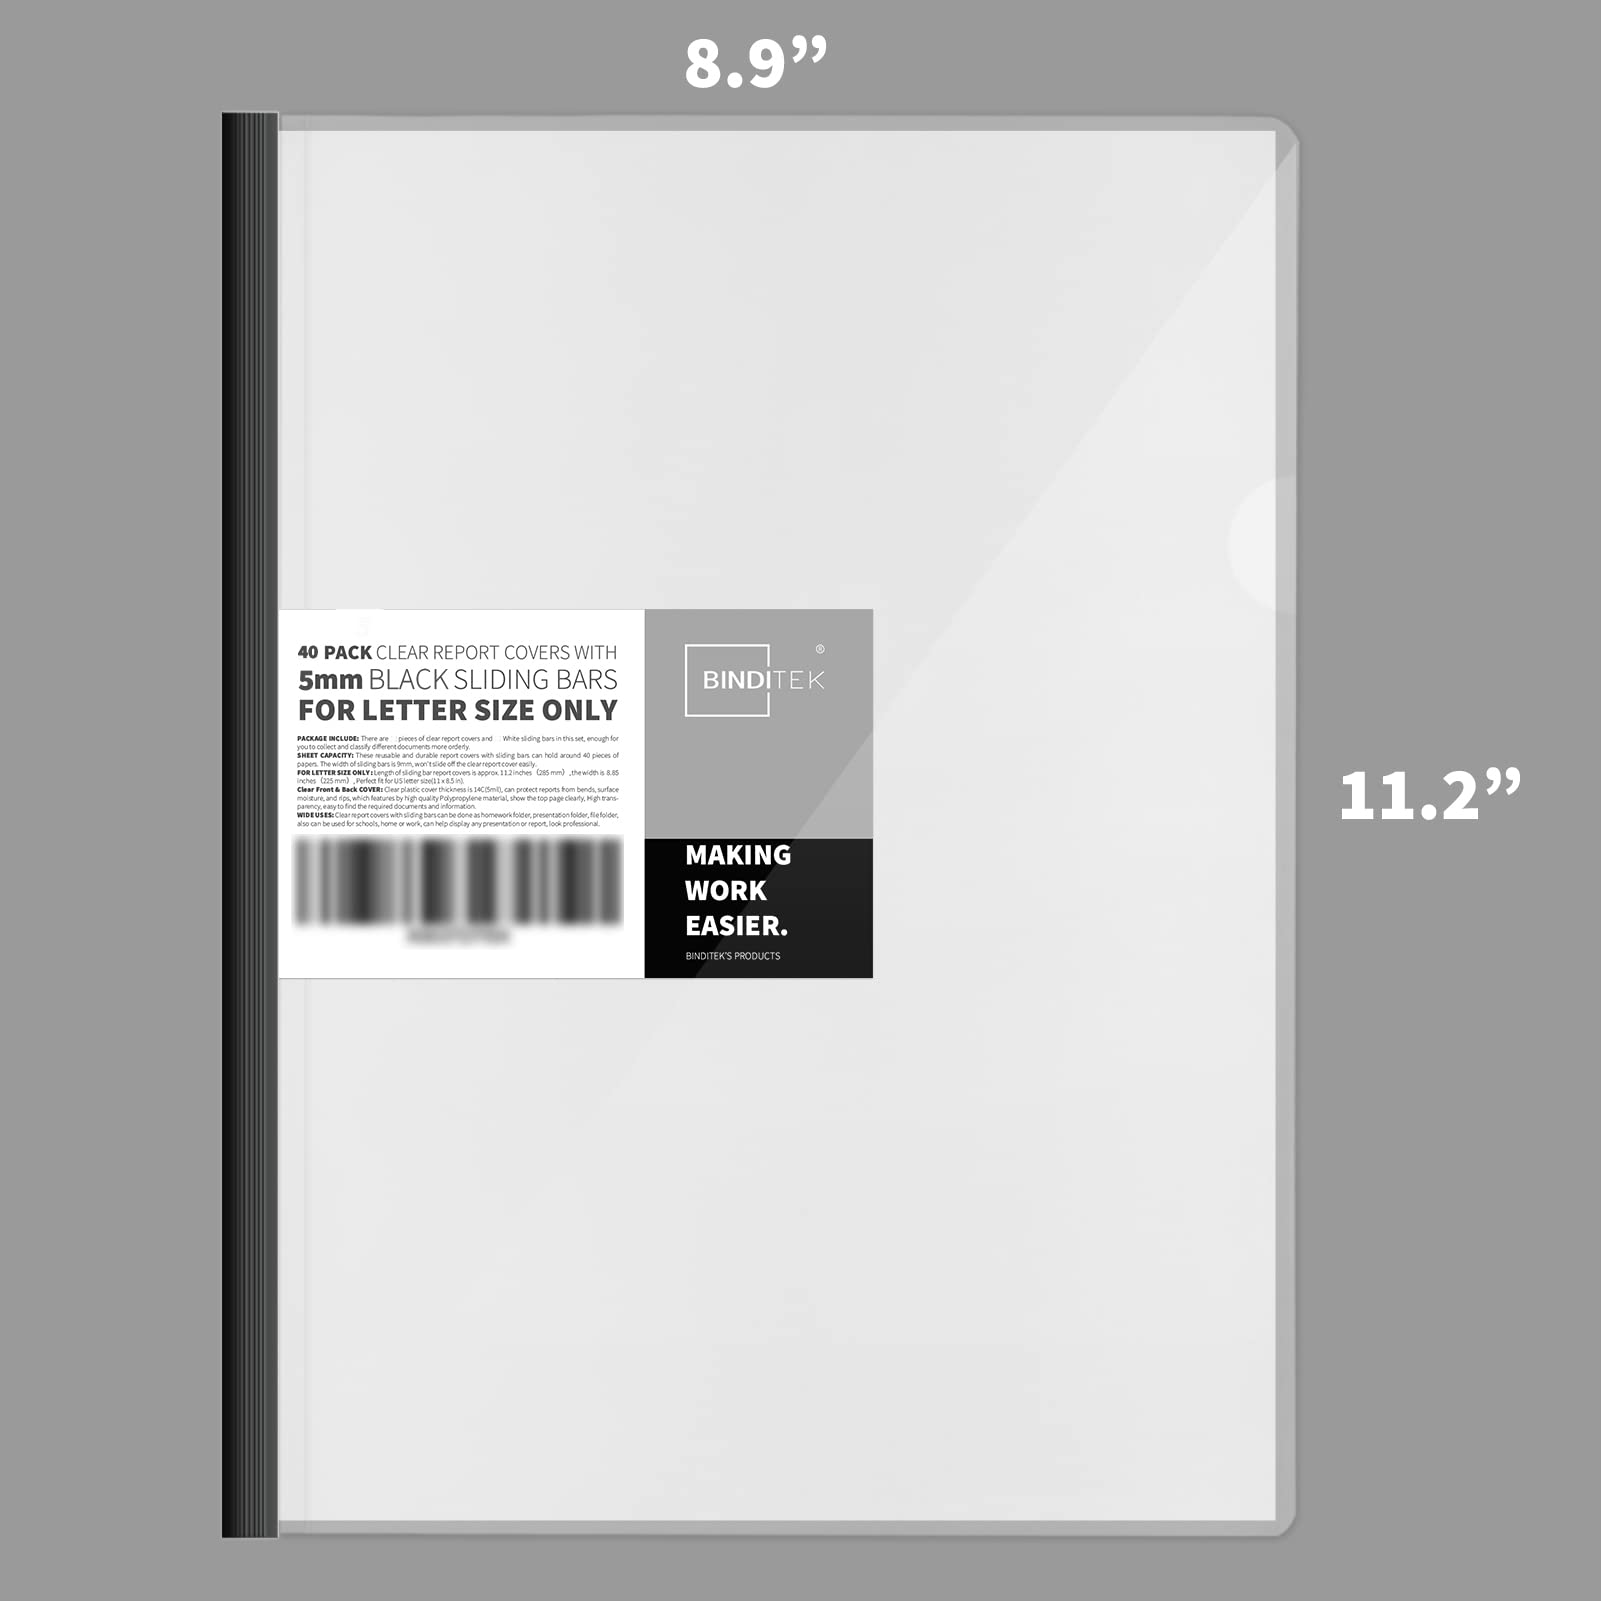 8.9”
40 PACK CLEAR REPORT COVERS WITH
5mm BLACK SLIDING BARS
FOR LETTER SIZE ONLY
PACKAGE INCLUDE: There are pieces of clear report covers and White sliding bars in this set, enough for
you to collect and classify different documents more orderly.
SHEET CAPACITY: These reusable and durable report covers with sliding bars can hold around 40 pieces of
papers. The width of sliding bars is 9mm, won't slide off the clear report cover easily.
FOR LETTER SIZE ONLY: Length of sliding bar report covers is approx. 11.2 inches (285 mm) ,the width is 8.85
inches (225 mm) , Perfect fit for US letter size(11 x 8.5 in).
Clear Front & Back COVER: Clear plastic cover thickness is 14C(5mil), can protect reports from bends, surface
moisture, and rips, which features by high quality Polypropylene material, show the top page clearly, High trans-
parency, easy to find the required documents and information.
WIDE USES: Clear report covers with sliding bars can be done as homework folder, presentation folder, file folder,
also can be used for schools, home or work, can help display any presentation or report, look professional.
BINDITEK ®
MAKING
WORK
EASIER.
BINDITEK'S PRODUCTS
11.2”